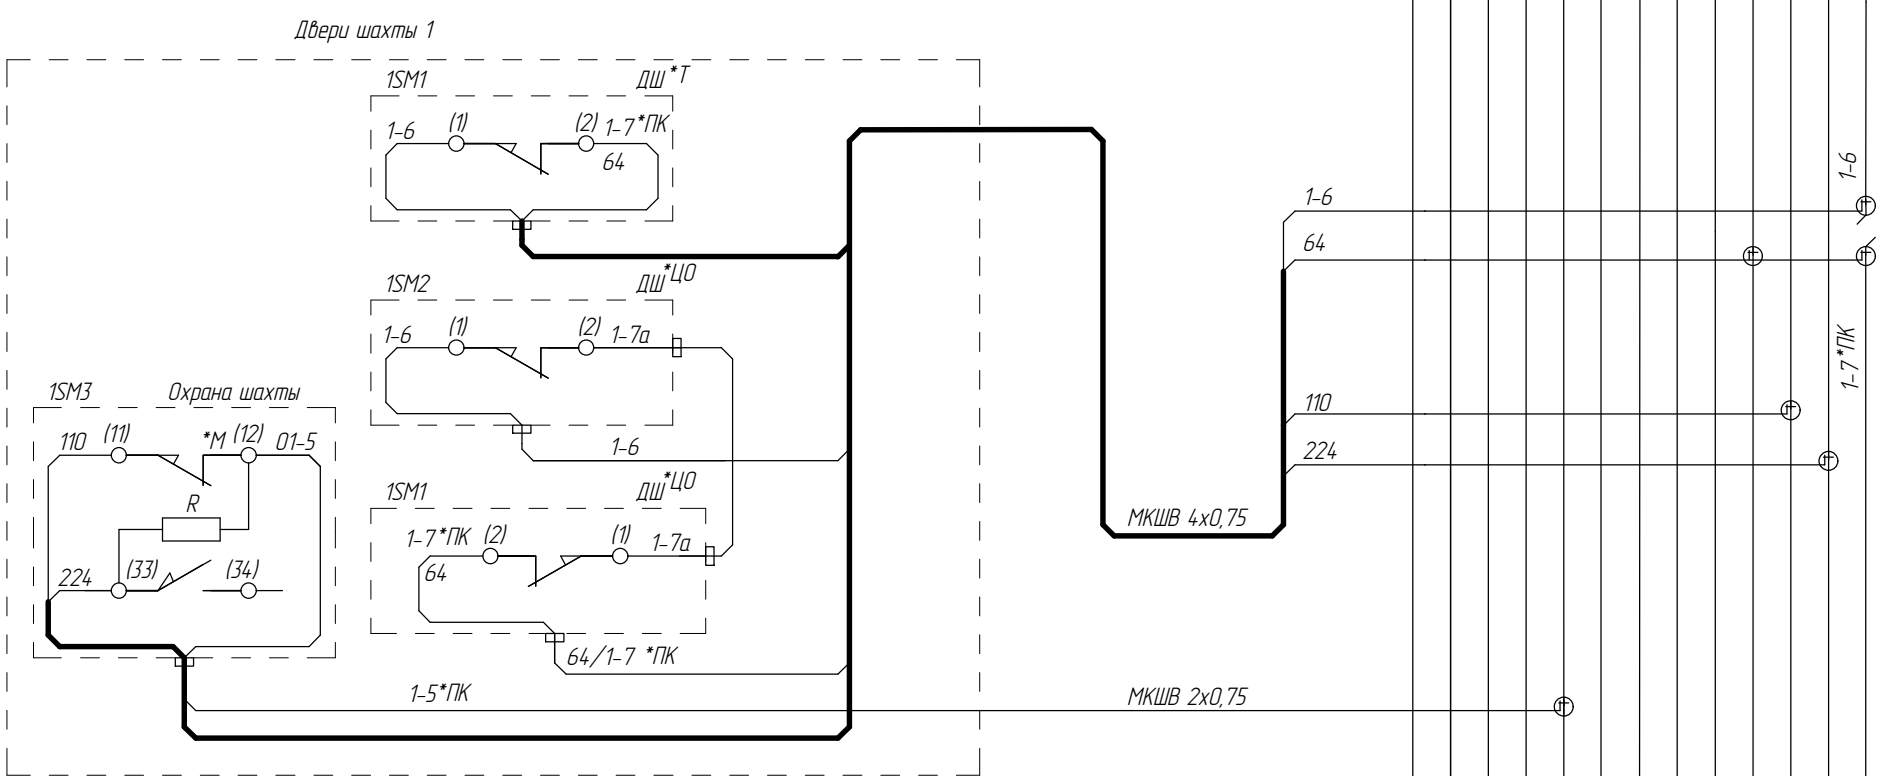 Двери шахты 1
1SM1 ДШ*Т
1-6 (1) (2) 1-7*ПК
64
1SM2 ДШ*ЦО
1-6 (1) (2) 1-7а
1-6
1SM3 Охрана шахты
110 (11) *М (12) 01-5
R
224 (33) (34)
1SM1 ДШ*ЦО
1-7*ПК (2) (1) 1-7а
64
64/1-7 *ПК
1-5*ПК
МКШВ 4х0,75
МКШВ 2х0,75
1-6
64
110
224
1-6
1-7*ПК